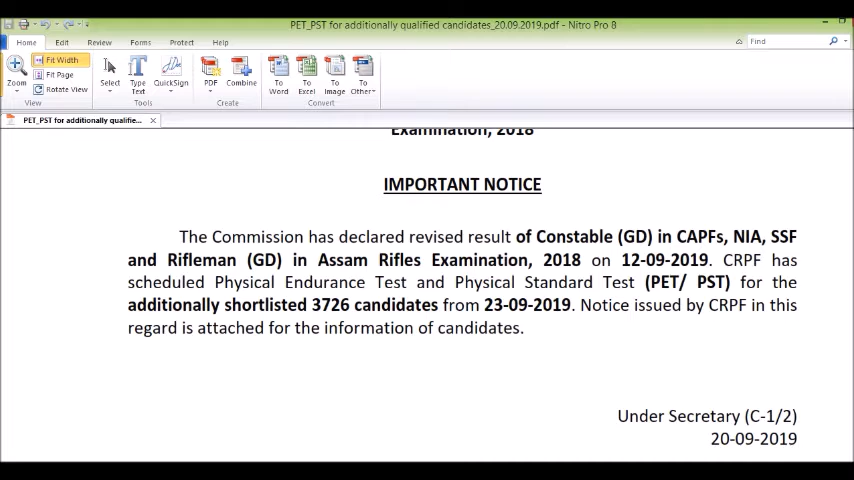 PET_PST for additionally qualified candidates_20.09.2019.pdf - Nitro Pro 8
Home Edit Review Forms Protect Help
Find
Zoom
Fit Width
Fit Page
Rotate View
Select
Type Text
QuickSign
PDF
Combine
To Word
To Excel
To Image
To Other
View Tools Create Convert
PET_PST for additionally qualifie...
Examination, 2018
IMPORTANT NOTICE
The Commission has declared revised result of Constable (GD) in CAPFs, NIA, SSF
and Rifleman (GD) in Assam Rifles Examination, 2018 on 12-09-2019. CRPF has
scheduled Physical Endurance Test and Physical Standard Test (PET/ PST) for the
additionally shortlisted 3726 candidates from 23-09-2019. Notice issued by CRPF in this
regard is attached for the information of candidates.
Under Secretary (C-1/2)
20-09-2019